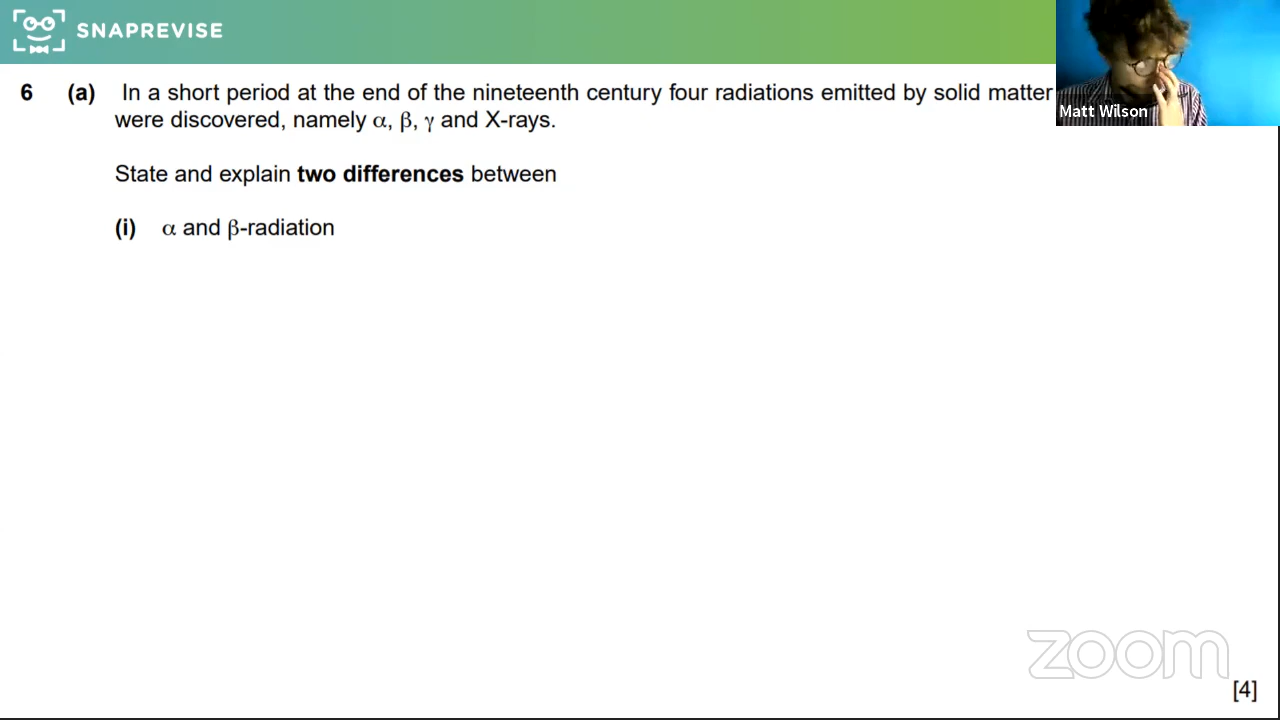 SNAPREVISE
6 (a) In a short period at the end of the nineteenth century four radiations emitted by solid matter
were discovered, namely α, β, γ and X-rays.
Matt Wilson
State and explain two differences between
(i) α and β-radiation
zoom
[4]